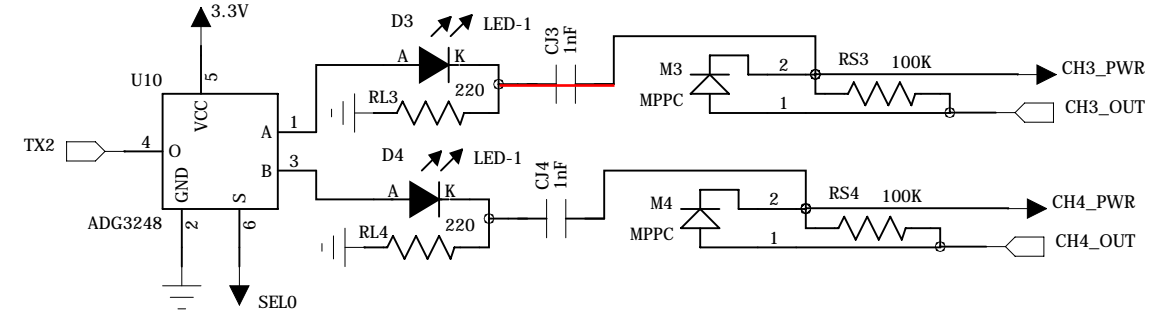 3.3V
D3
LED-1
CJ3
1nF
U10
5
VCC
A
K
RL3
220
M3
MPPC
2
1
RS3
100K
CH3_PWR
CH3_OUT
TX2
4
O
A
1
B
3
GND
S
2
6
ADG3248
SEL0
D4
LED-1
CJ4
1nF
A
K
RL4
220
M4
MPPC
2
1
RS4
100K
CH4_PWR
CH4_OUT